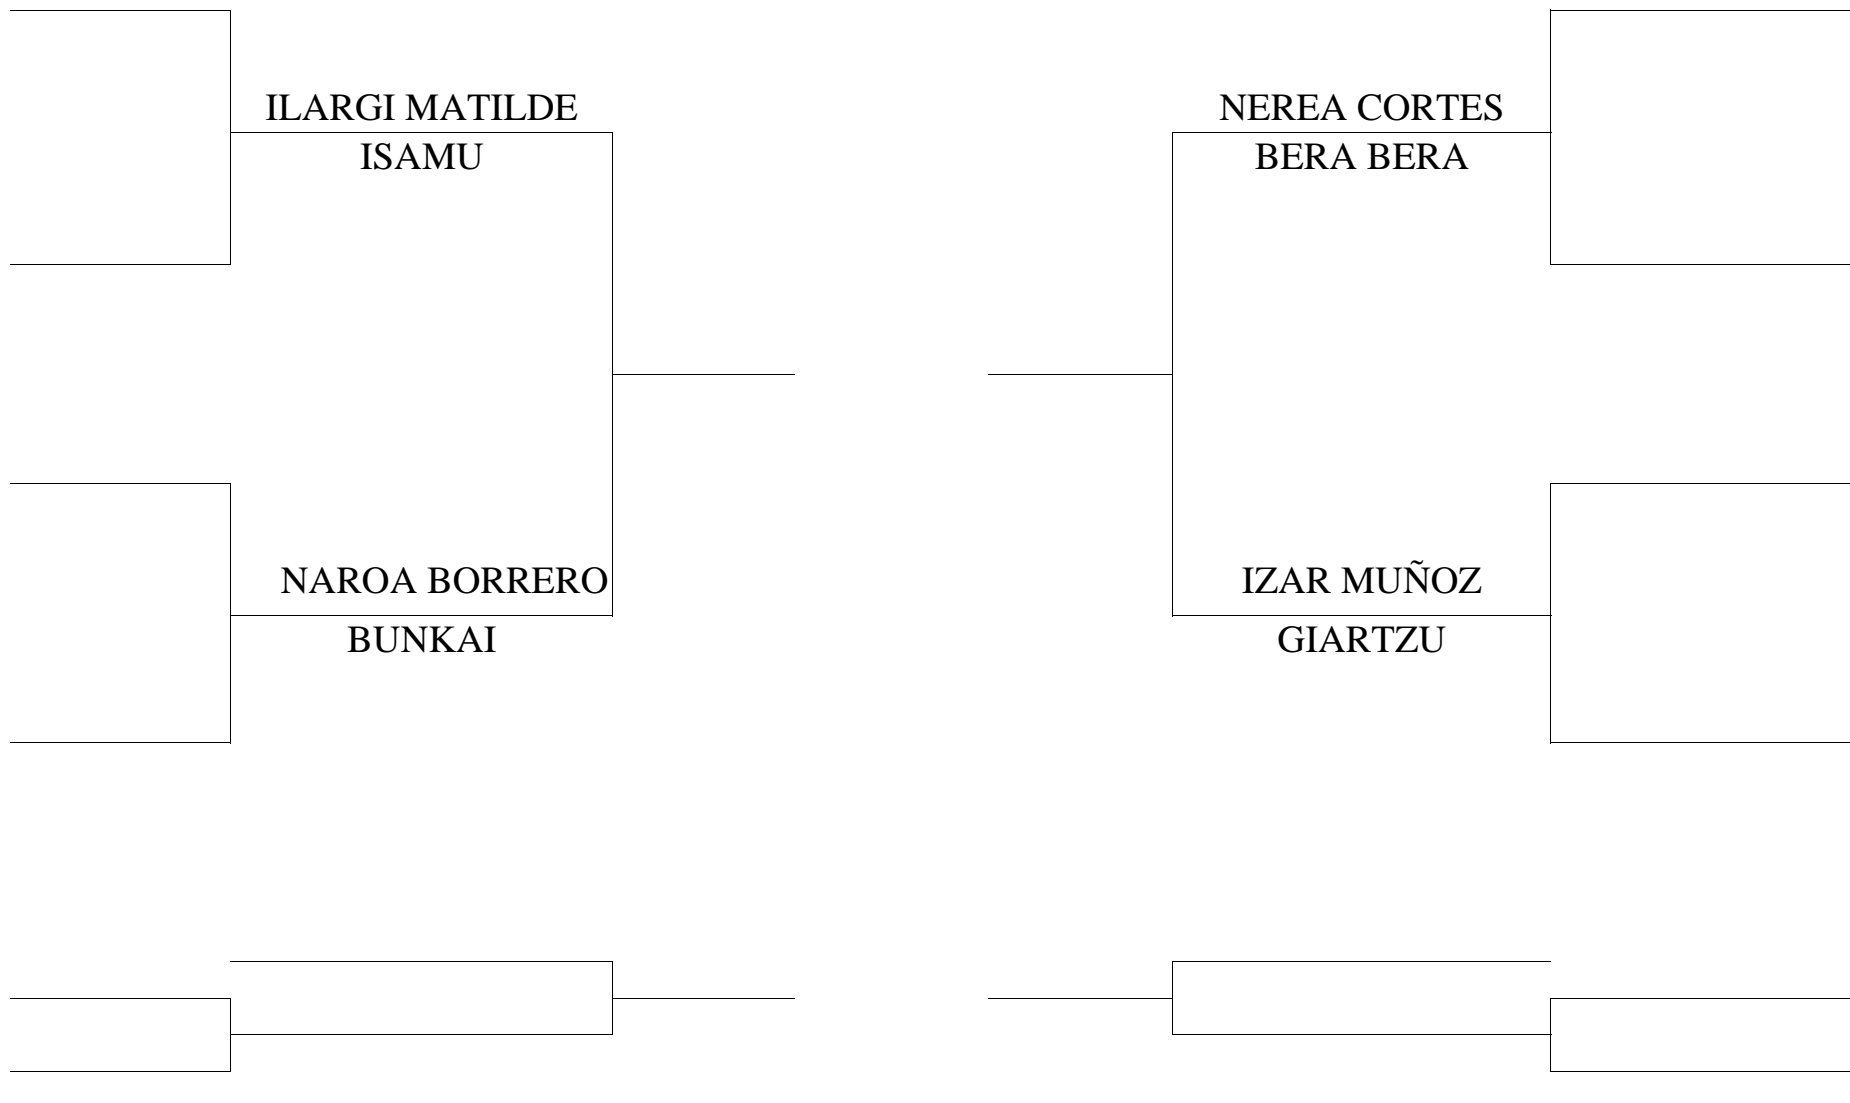 ILARGI MATILDE
ISAMU
NEREA CORTES
BERA BERA
NAROA BORRERO
BUNKAI
IZAR MUÑOZ
GIARTZU